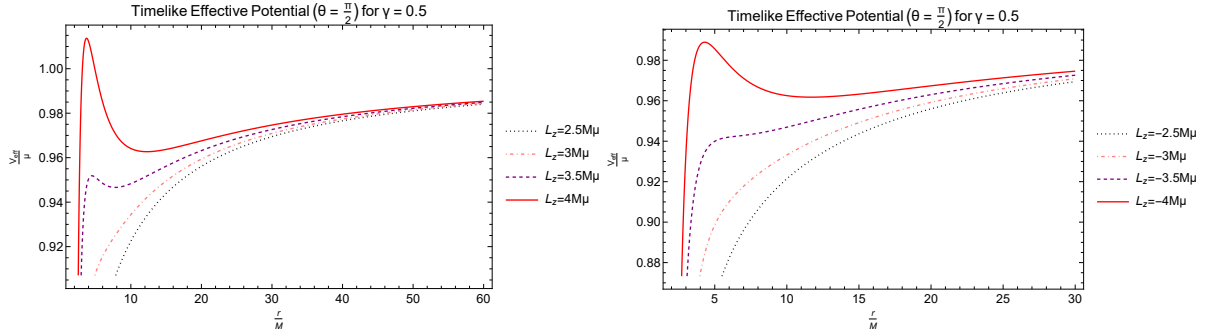 Timelike Effective Potential (θ = π/2) for γ = 0.5
1.00
0.98
0.96
0.94
0.92
10
20
30
40
50
60
V_eff/μ
r/M
L_z=2.5Mμ
L_z=3Mμ
L_z=3.5Mμ
L_z=4Mμ
Timelike Effective Potential (θ = π/2) for γ = 0.5
0.98
0.96
0.94
0.92
0.90
0.88
5
10
15
20
25
30
V_eff/μ
r/M
L_z=-2.5Mμ
L_z=-3Mμ
L_z=-3.5Mμ
L_z=-4Mμ